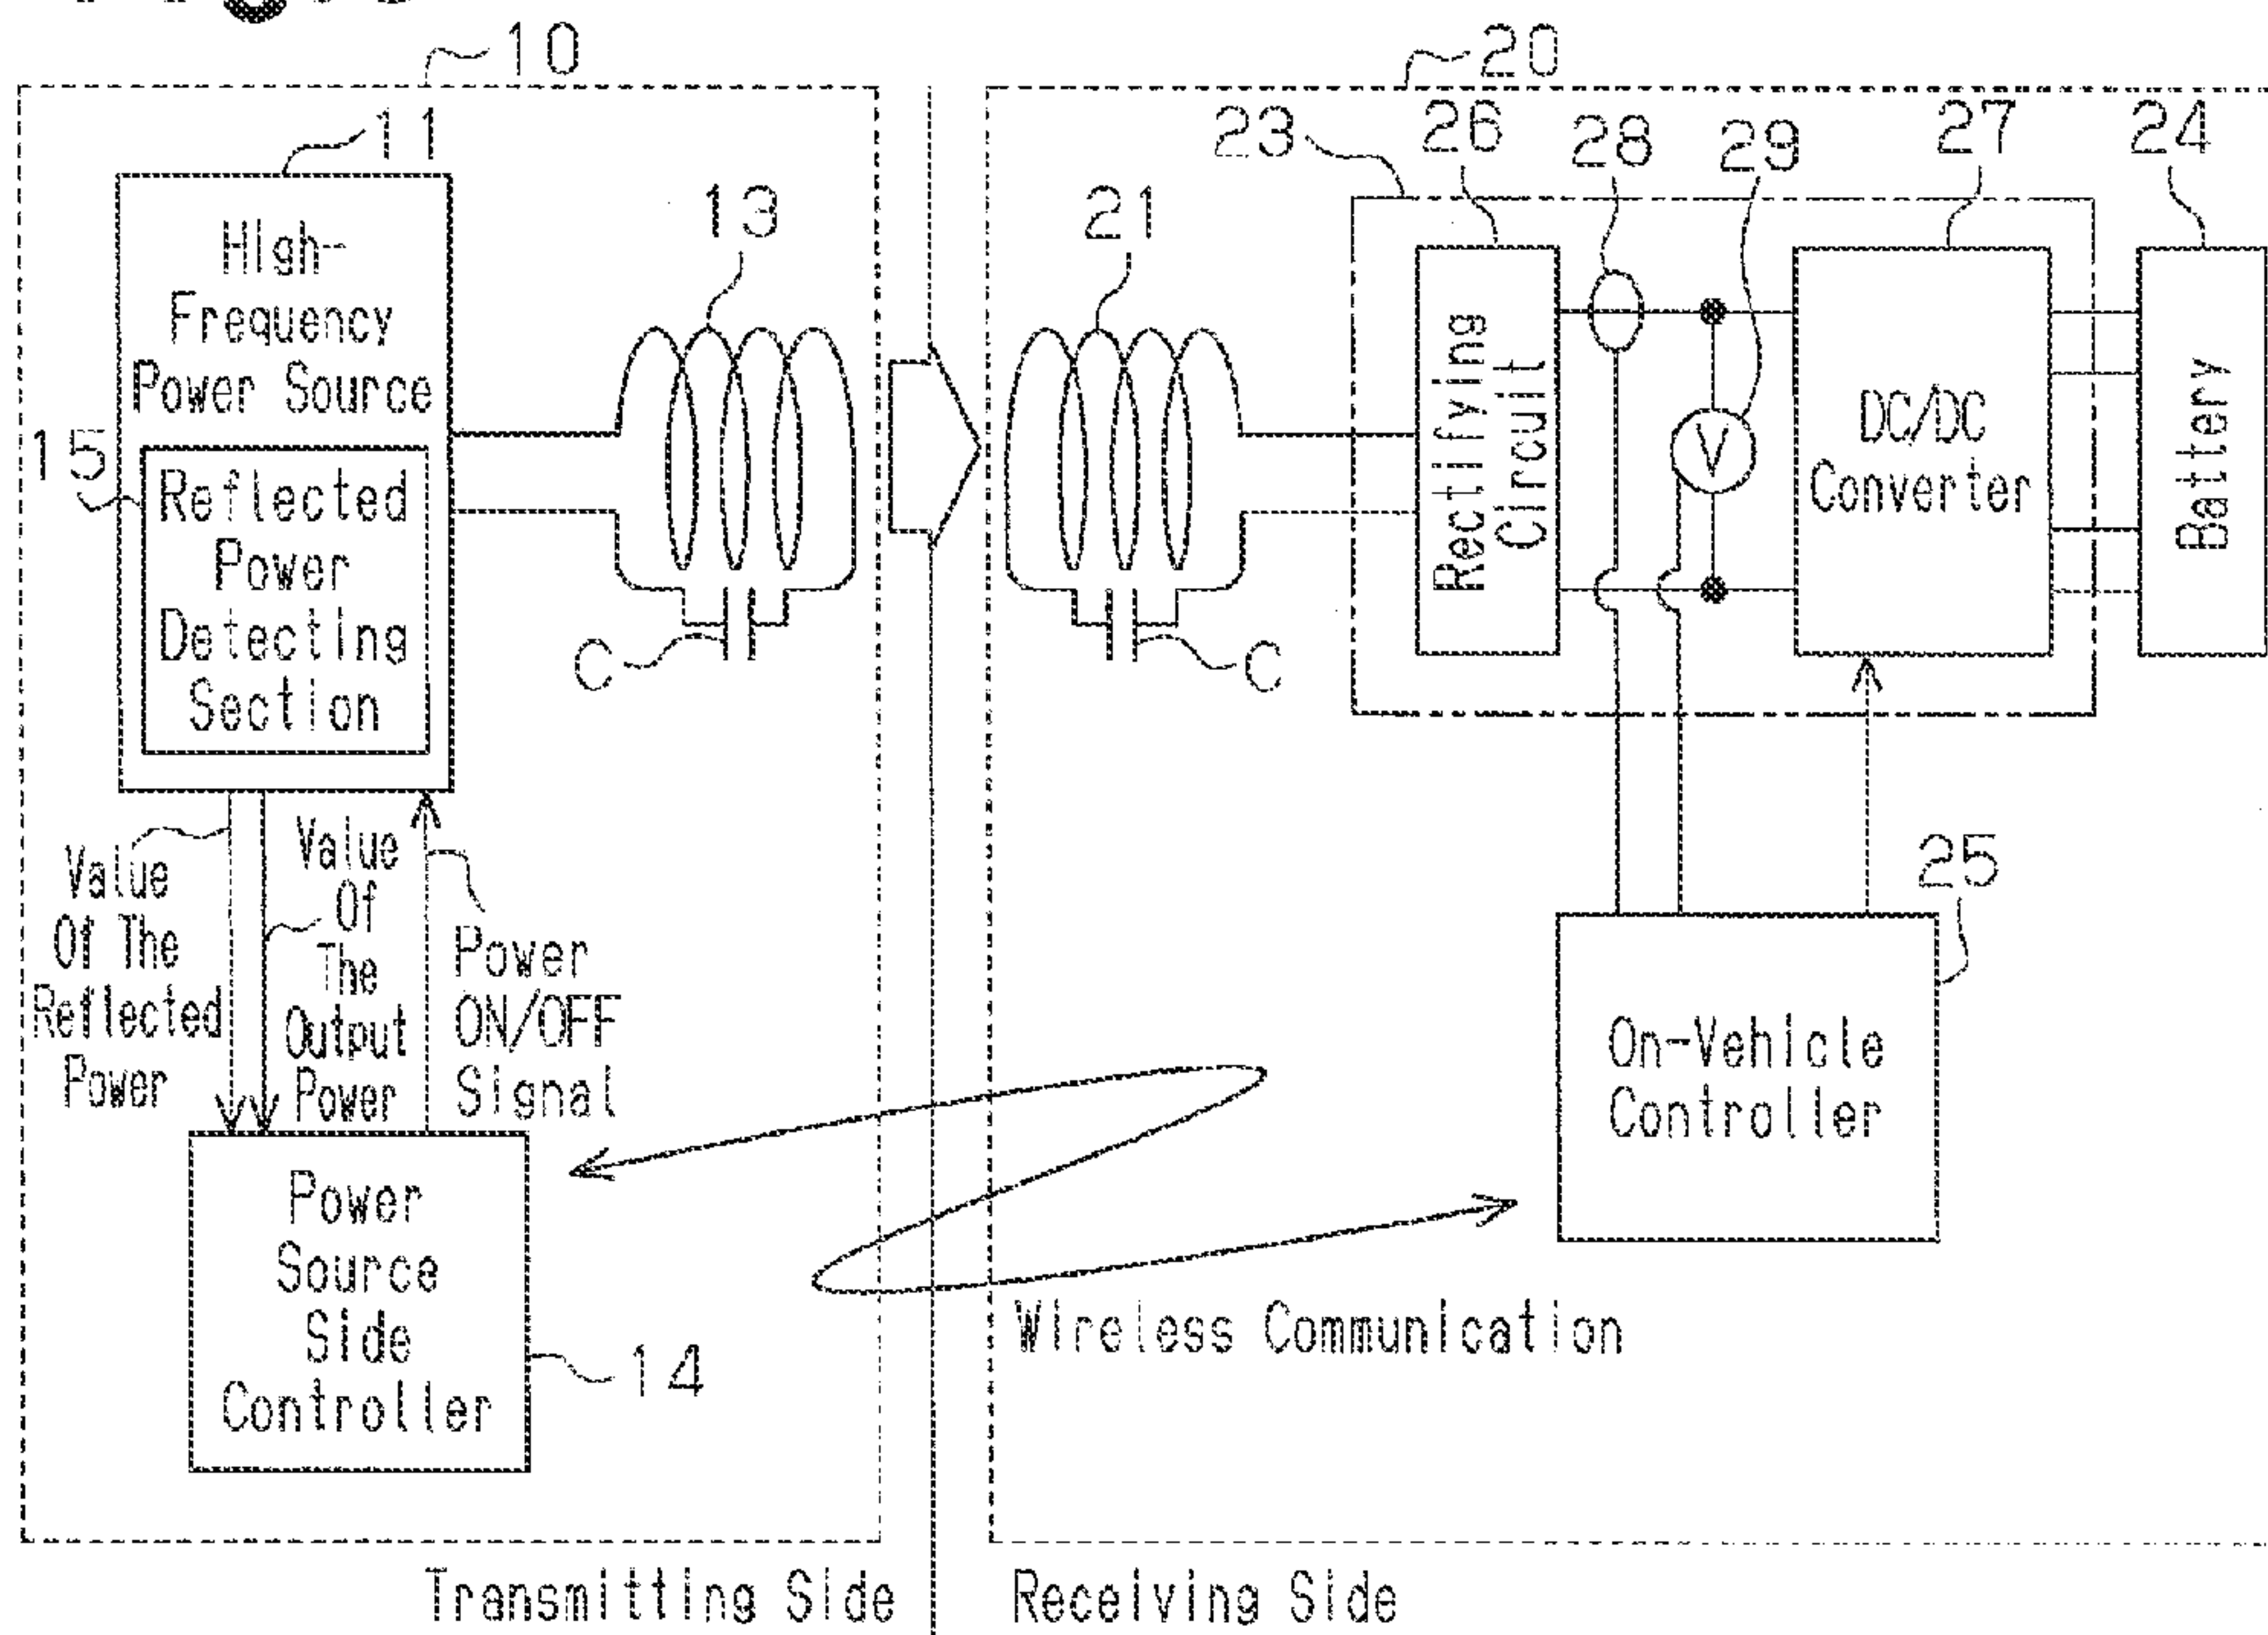 10
20
11
23
26
28
29
27
24
High-
Frequency
Power Source
13
21
15
Reflected
Power
Detecting
Section
Rectifying
Circuit
V
DC/DC
Converter
Battery
C
C
Value
Of The
Reflected
Power
Value
Of
The
Output
Power
Power
ON/OFF
Signal
25
On-Vehicle
Controller
Power
Source
Side
Controller
14
Wireless Communication
Transmitting Side
Receiving Side